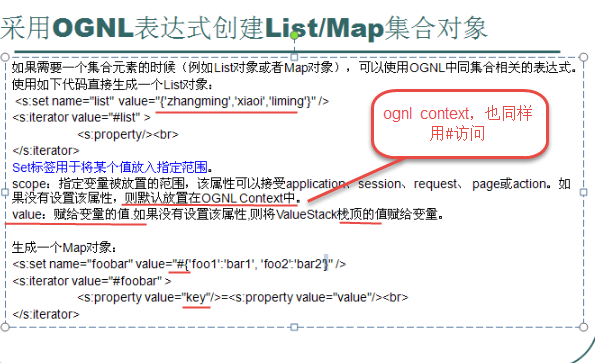 采用OGNL表达式创建List/Map集合对象
如果需要一个集合元素的时候（例如List对象或者Map对象），可以使用OGNL中同集合相关的表达式。
使用如下代码直接生成一个List对象：
<s:set name="list" value="{'zhangming','xiaoi','liming'}" />
<s:iterator value="#list" >
<s:property/><br>
</s:iterator>
ognl context，也同样
用#访问
Set标签用于将某个值放入指定范围。
scope：指定变量被放置的范围，该属性可以接受application、session、request、 page或action。如
果没有设置该属性，则默认放置在OGNL Context中。
value：赋给变量的值.如果没有设置该属性,则将ValueStack栈顶的值赋给变量。
生成一个Map对象：
<s:set name="foobar" value="#{'foo1':'bar1', 'foo2':'bar2'}" />
<s:iterator value="#foobar" >
<s:property value="key"/>=<s:property value="value"/><br>
</s:iterator>